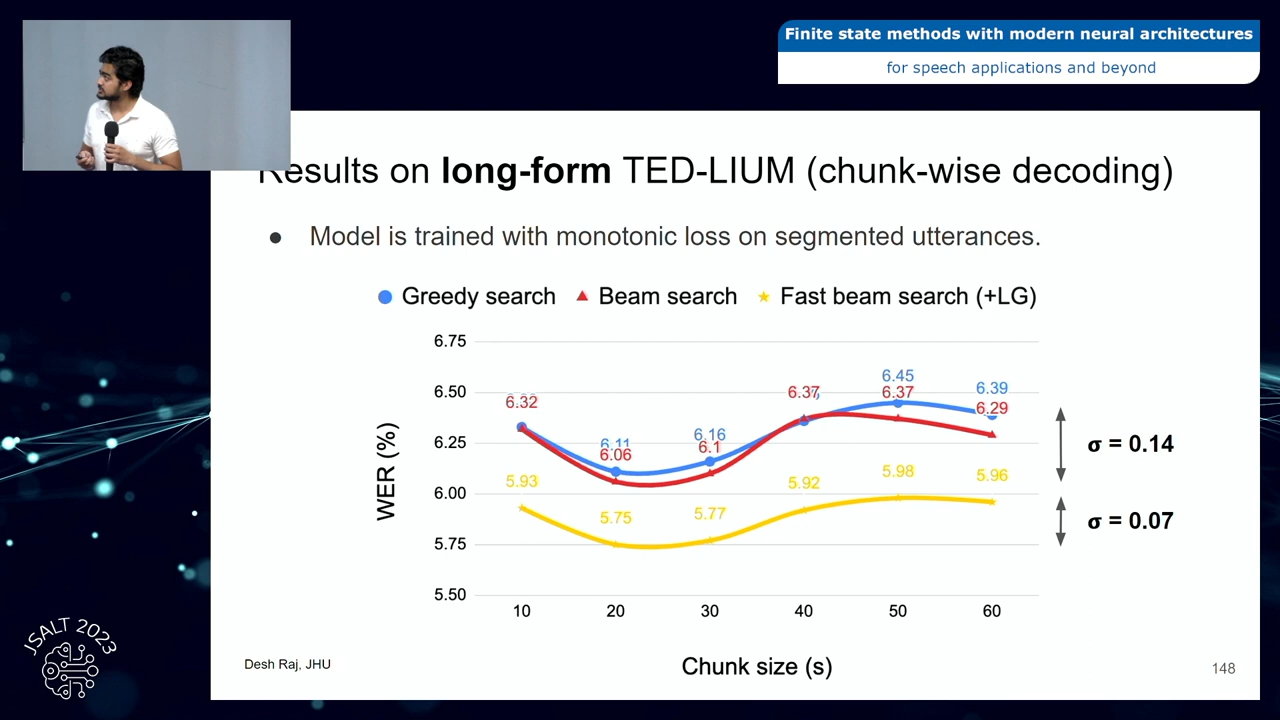 Finite state methods with modern neural architectures
for speech applications and beyond
Results on long-form TED-LIUM (chunk-wise decoding)
● Model is trained with monotonic loss on segmented utterances.
Greedy search Beam search Fast beam search (+LG)
6.75
6.50
6.25
6.00
5.75
5.50
WER (%)
6.45
6.39
6.32
6.37
6.37
6.29
6.11
6.16
6.06
6.1
5.93
5.75
5.77
5.92
5.98
5.96
σ = 0.14
σ = 0.07
10 20 30 40 50 60
Chunk size (s)
JSALT 2023
Desh Raj, JHU
148